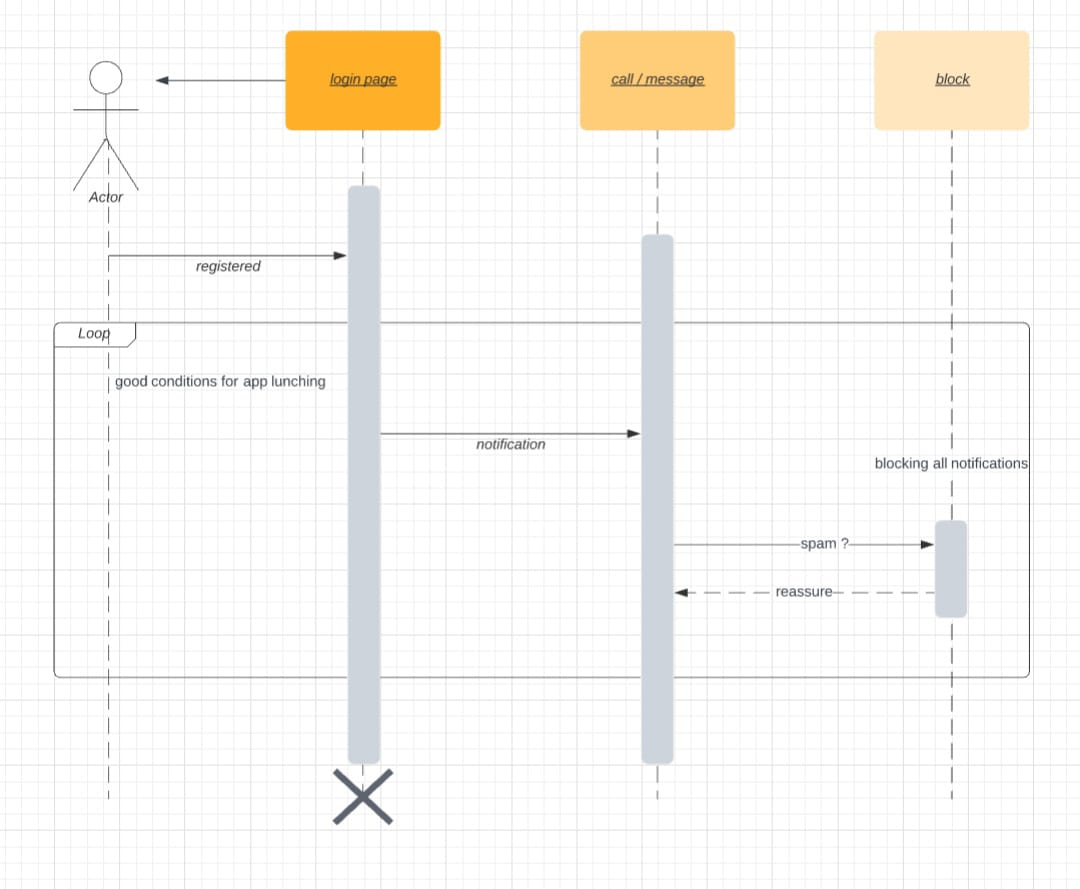 login page
call / message
block
Actor
registered
Loop
good conditions for app lunching
notification
blocking all notifications
spam ?
reassure